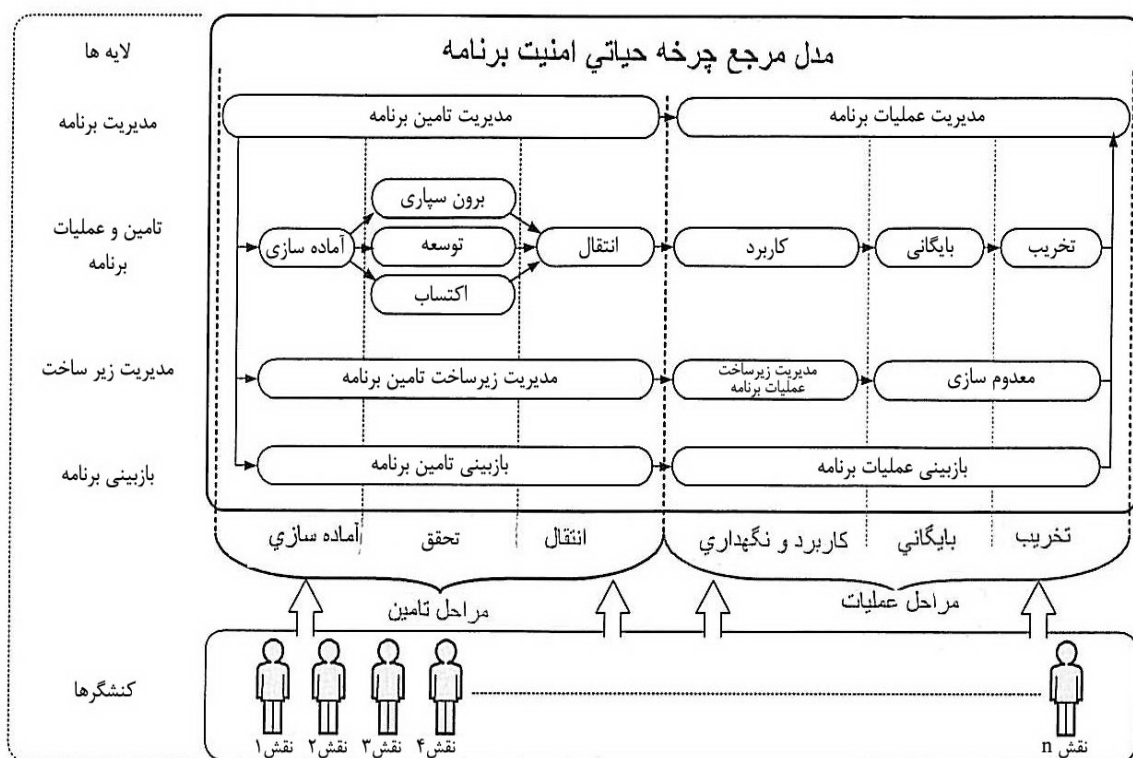 لایه ها
مدل مرجع چرخه حیاتي امنیت برنامه
مدیریت برنامه
مدیریت تامین برنامه
مدیریت عملیات برنامه
تامین و عملیات
برنامه
آماده سازی
برون سپاری
توسعه
اکتساب
انتقال
کاربرد
بایگانی
تخریب
مدیریت زیر ساخت
مدیریت زیرساخت تامین برنامه
مدیریت زیرساخت
عملیات برنامه
معدوم سازی
بازبینی برنامه
بازبینی تامین برنامه
بازبینی عملیات برنامه
آماده سازي
تحقق
انتقال
کاربرد و نگهداري
بایگاني
تخریب
مراحل تامین
مراحل عملیات
کنشگرها
نقش۱
نقش۲
نقش۳
نقش۴
نقش n